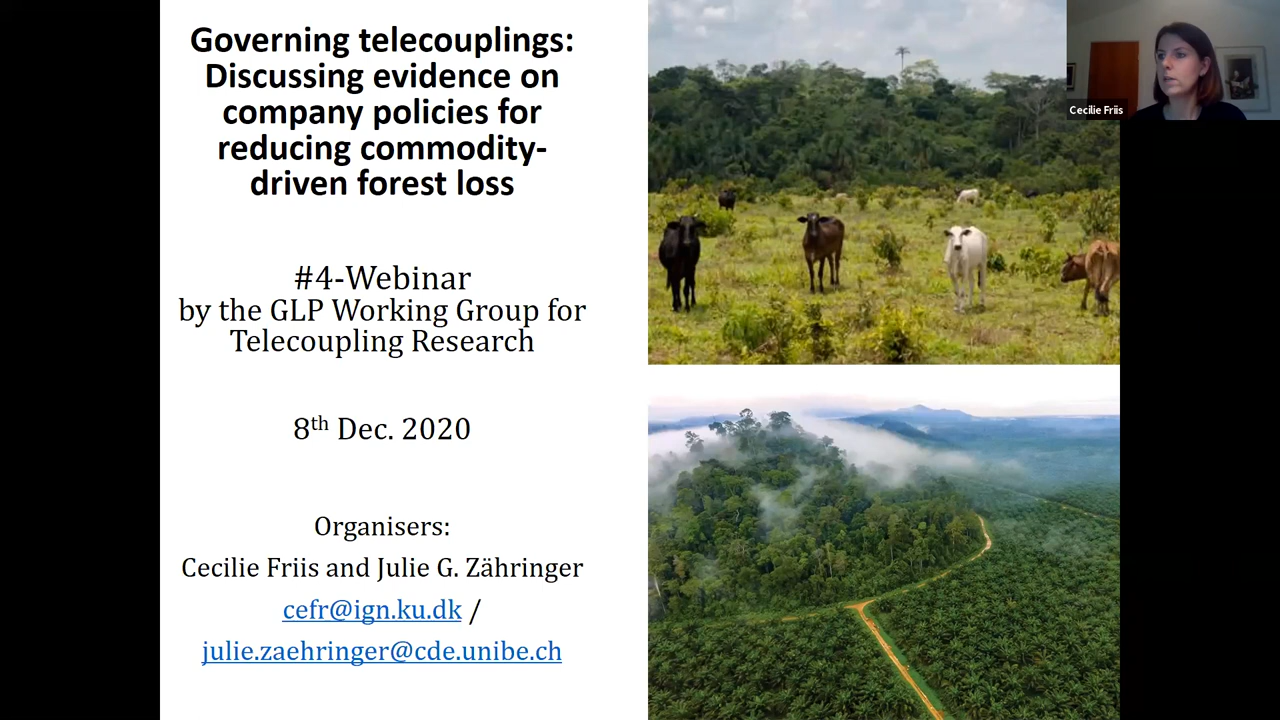 Governing telecouplings:
Discussing evidence on
company policies for
reducing commodity-
driven forest loss
#4-Webinar
by the GLP Working Group for
Telecoupling Research
8th Dec. 2020
Organisers:
Cecilie Friis and Julie G. Zähringer
cefr@ign.ku.dk /
julie.zaehringer@cde.unibe.ch
Cecilie Friis